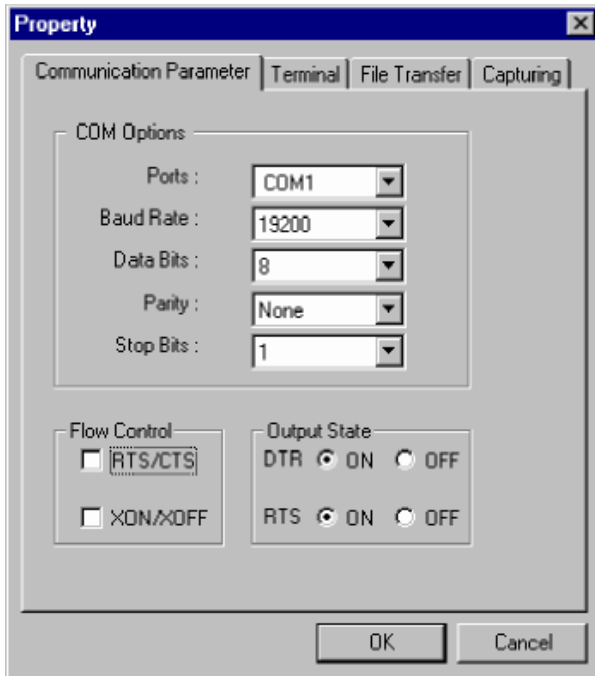 Property
Communication Parameter Terminal File Transfer Capturing
COM Options
Ports : COM1
Baud Rate : 19200
Data Bits : 8
Parity : None
Stop Bits : 1
Flow Control
RTS/CTS
XON/XOFF
Output State
DTR ON OFF
RTS ON OFF
OK Cancel